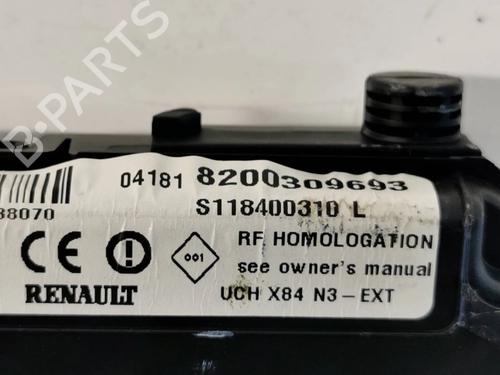 B-PARTS
04181 8200309693
88070
S118400310 L
CE
001
RF HOMOLOGATION
see owner's manual
RENAULT
UCH X84 N3-EXT